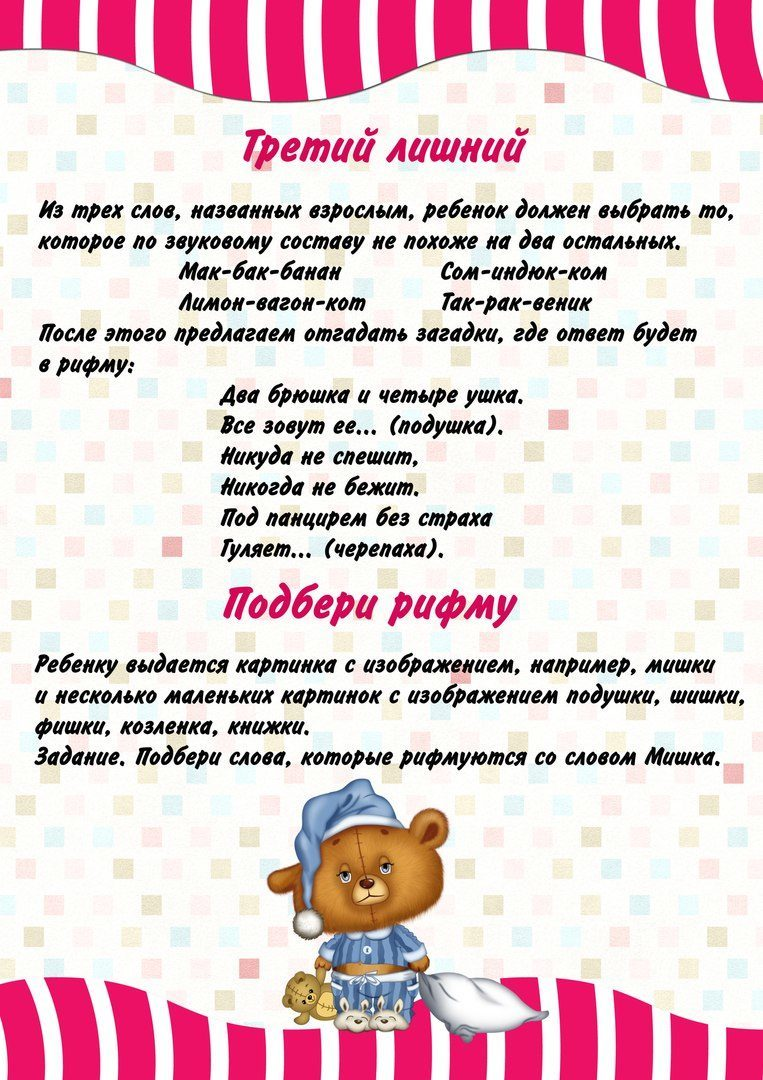 Третий лишний
Из трех слов, названных взрослым, ребенок должен выбрать то,
которое по звуковому составу не похоже на два остальных.
Мак-бак-банан Сом-индюк-ком
Лимон-вагон-кот Так-рак-веник
После этого предлагаем отгадать загадки, где ответ будет
в рифму:
Два брюшка и четыре ушка.
Все зовут ее... (подушка).
Никуда не спешит,
Никогда не бежит.
Под панцирем без страха
Гуляет... (черепаха).
Подбери рифму
Ребенку выдается картинка с изображением, например, мишки
и несколько маленьких картинок с изображением подушки, шишки,
фишки, козленка, книжки.
Задание. Подбери слова, которые рифмуются со словом Мишка.